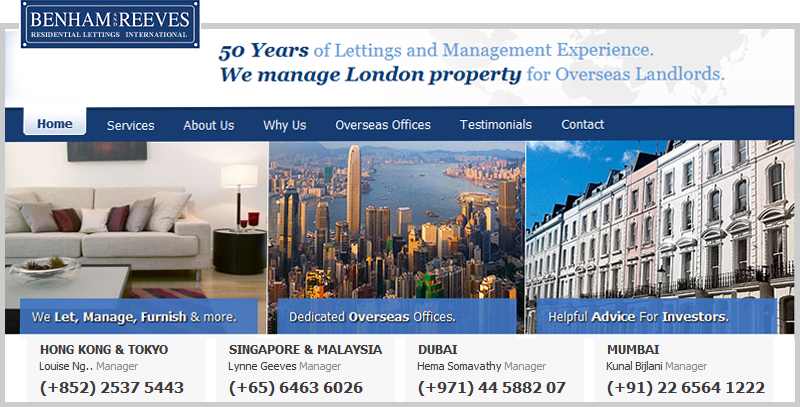 BENHAM AND REEVES
RESIDENTIAL LETTINGS INTERNATIONAL
50 Years of Lettings and Management Experience.
We manage London property for Overseas Landlords.
Home Services About Us Why Us Overseas Offices Testimonials Contact
We Let, Manage, Furnish & more.
Dedicated Overseas Offices.
Helpful Advice For Investors.
HONG KONG & TOKYO
Louise Ng.. Manager
(+852) 2537 5443
SINGAPORE & MALAYSIA
Lynne Geeves Manager
(+65) 6463 6026
DUBAI
Hema Somavathy Manager
(+971) 44 5882 07
MUMBAI
Kunal Bijlani Manager
(+91) 22 6564 1222